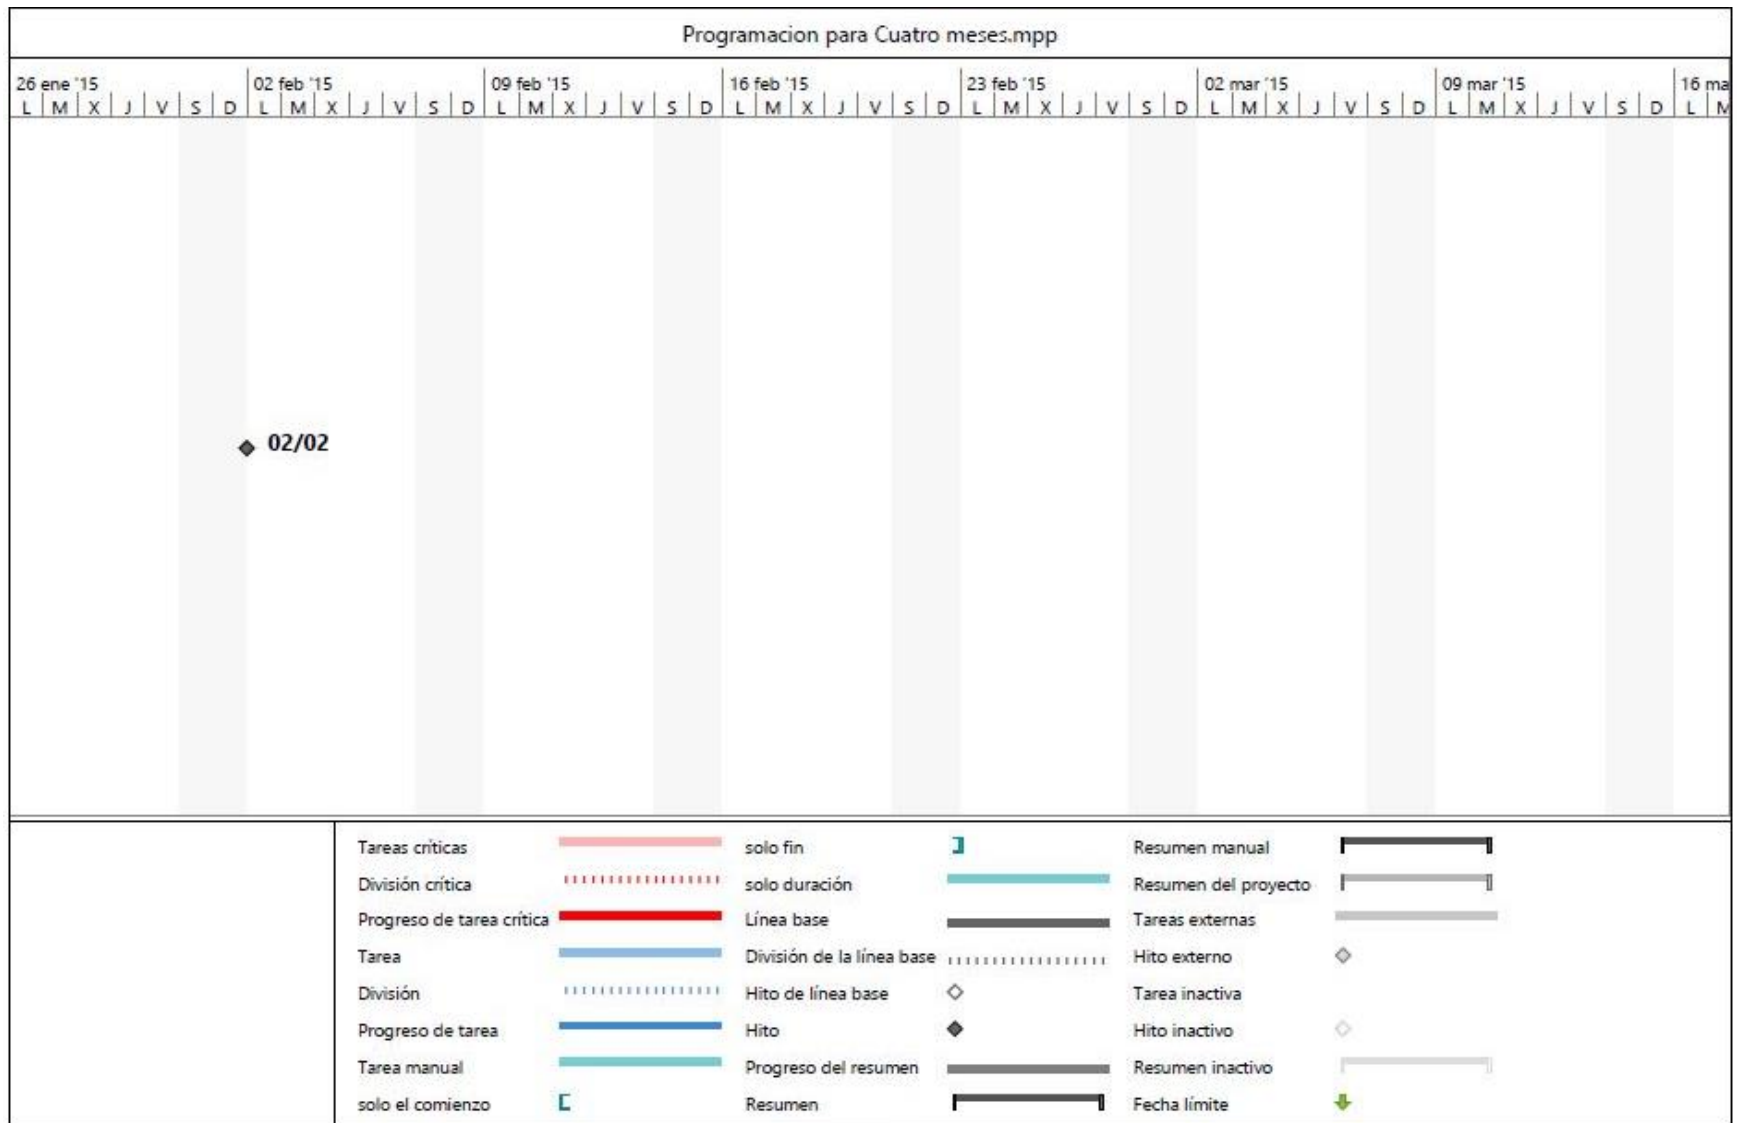 Programacion para Cuatro meses.mpp
26 ene '15 02 feb '15 09 feb '15 16 feb '15 23 feb '15 02 mar '15 09 mar '15 16 ma
L M X J V S D L M X J V S D L M X J V S D L M X J V S D L M X J V S D L M X J V S D L M X J V S D L M
02/02
Tareas críticas solo fin Resumen manual
División crítica solo duración Resumen del proyecto
Progreso de tarea crítica Línea base Tareas externas
Tarea División de la línea base Hito externo
División Hito de línea base Tarea inactiva
Progreso de tarea Hito Hito inactivo
Tarea manual Progreso del resumen Resumen inactivo
solo el comienzo Resumen Fecha límite